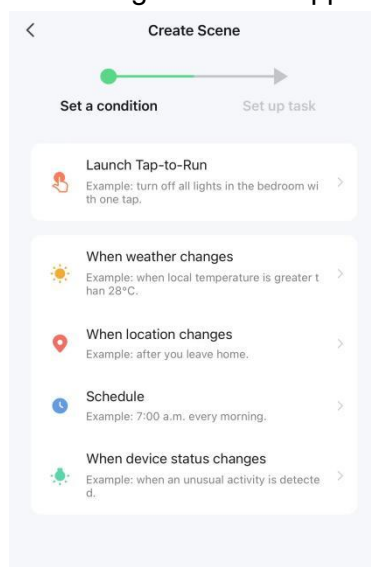 Create Scene
Set a condition
Set up task
Launch Tap-to-Run
Example: turn off all lights in the bedroom wi
th one tap.
When weather changes
Example: when local temperature is greater t
han 28°C.
When location changes
Example: after you leave home.
Schedule
Example: 7:00 a.m. every morning.
When device status changes
Example: when an unusual activity is detecte
d.